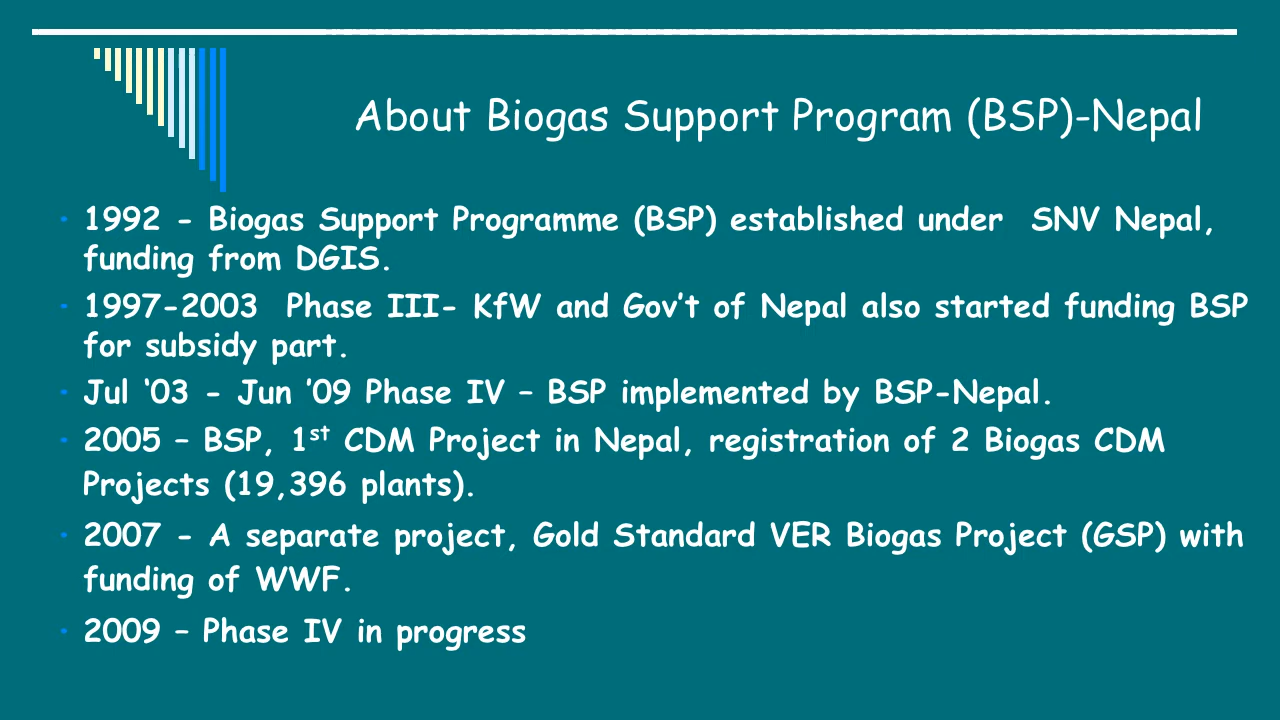 About Biogas Support Program (BSP)-Nepal
• 1992 - Biogas Support Programme (BSP) established under SNV Nepal,
funding from DGIS.
• 1997-2003 Phase III- KfW and Gov't of Nepal also started funding BSP
for subsidy part.
• Jul ‘03 - Jun ’09 Phase IV – BSP implemented by BSP-Nepal.
• 2005 – BSP, 1st CDM Project in Nepal, registration of 2 Biogas CDM
Projects (19,396 plants).
• 2007 - A separate project, Gold Standard VER Biogas Project (GSP) with
funding of WWF.
• 2009 – Phase IV in progress